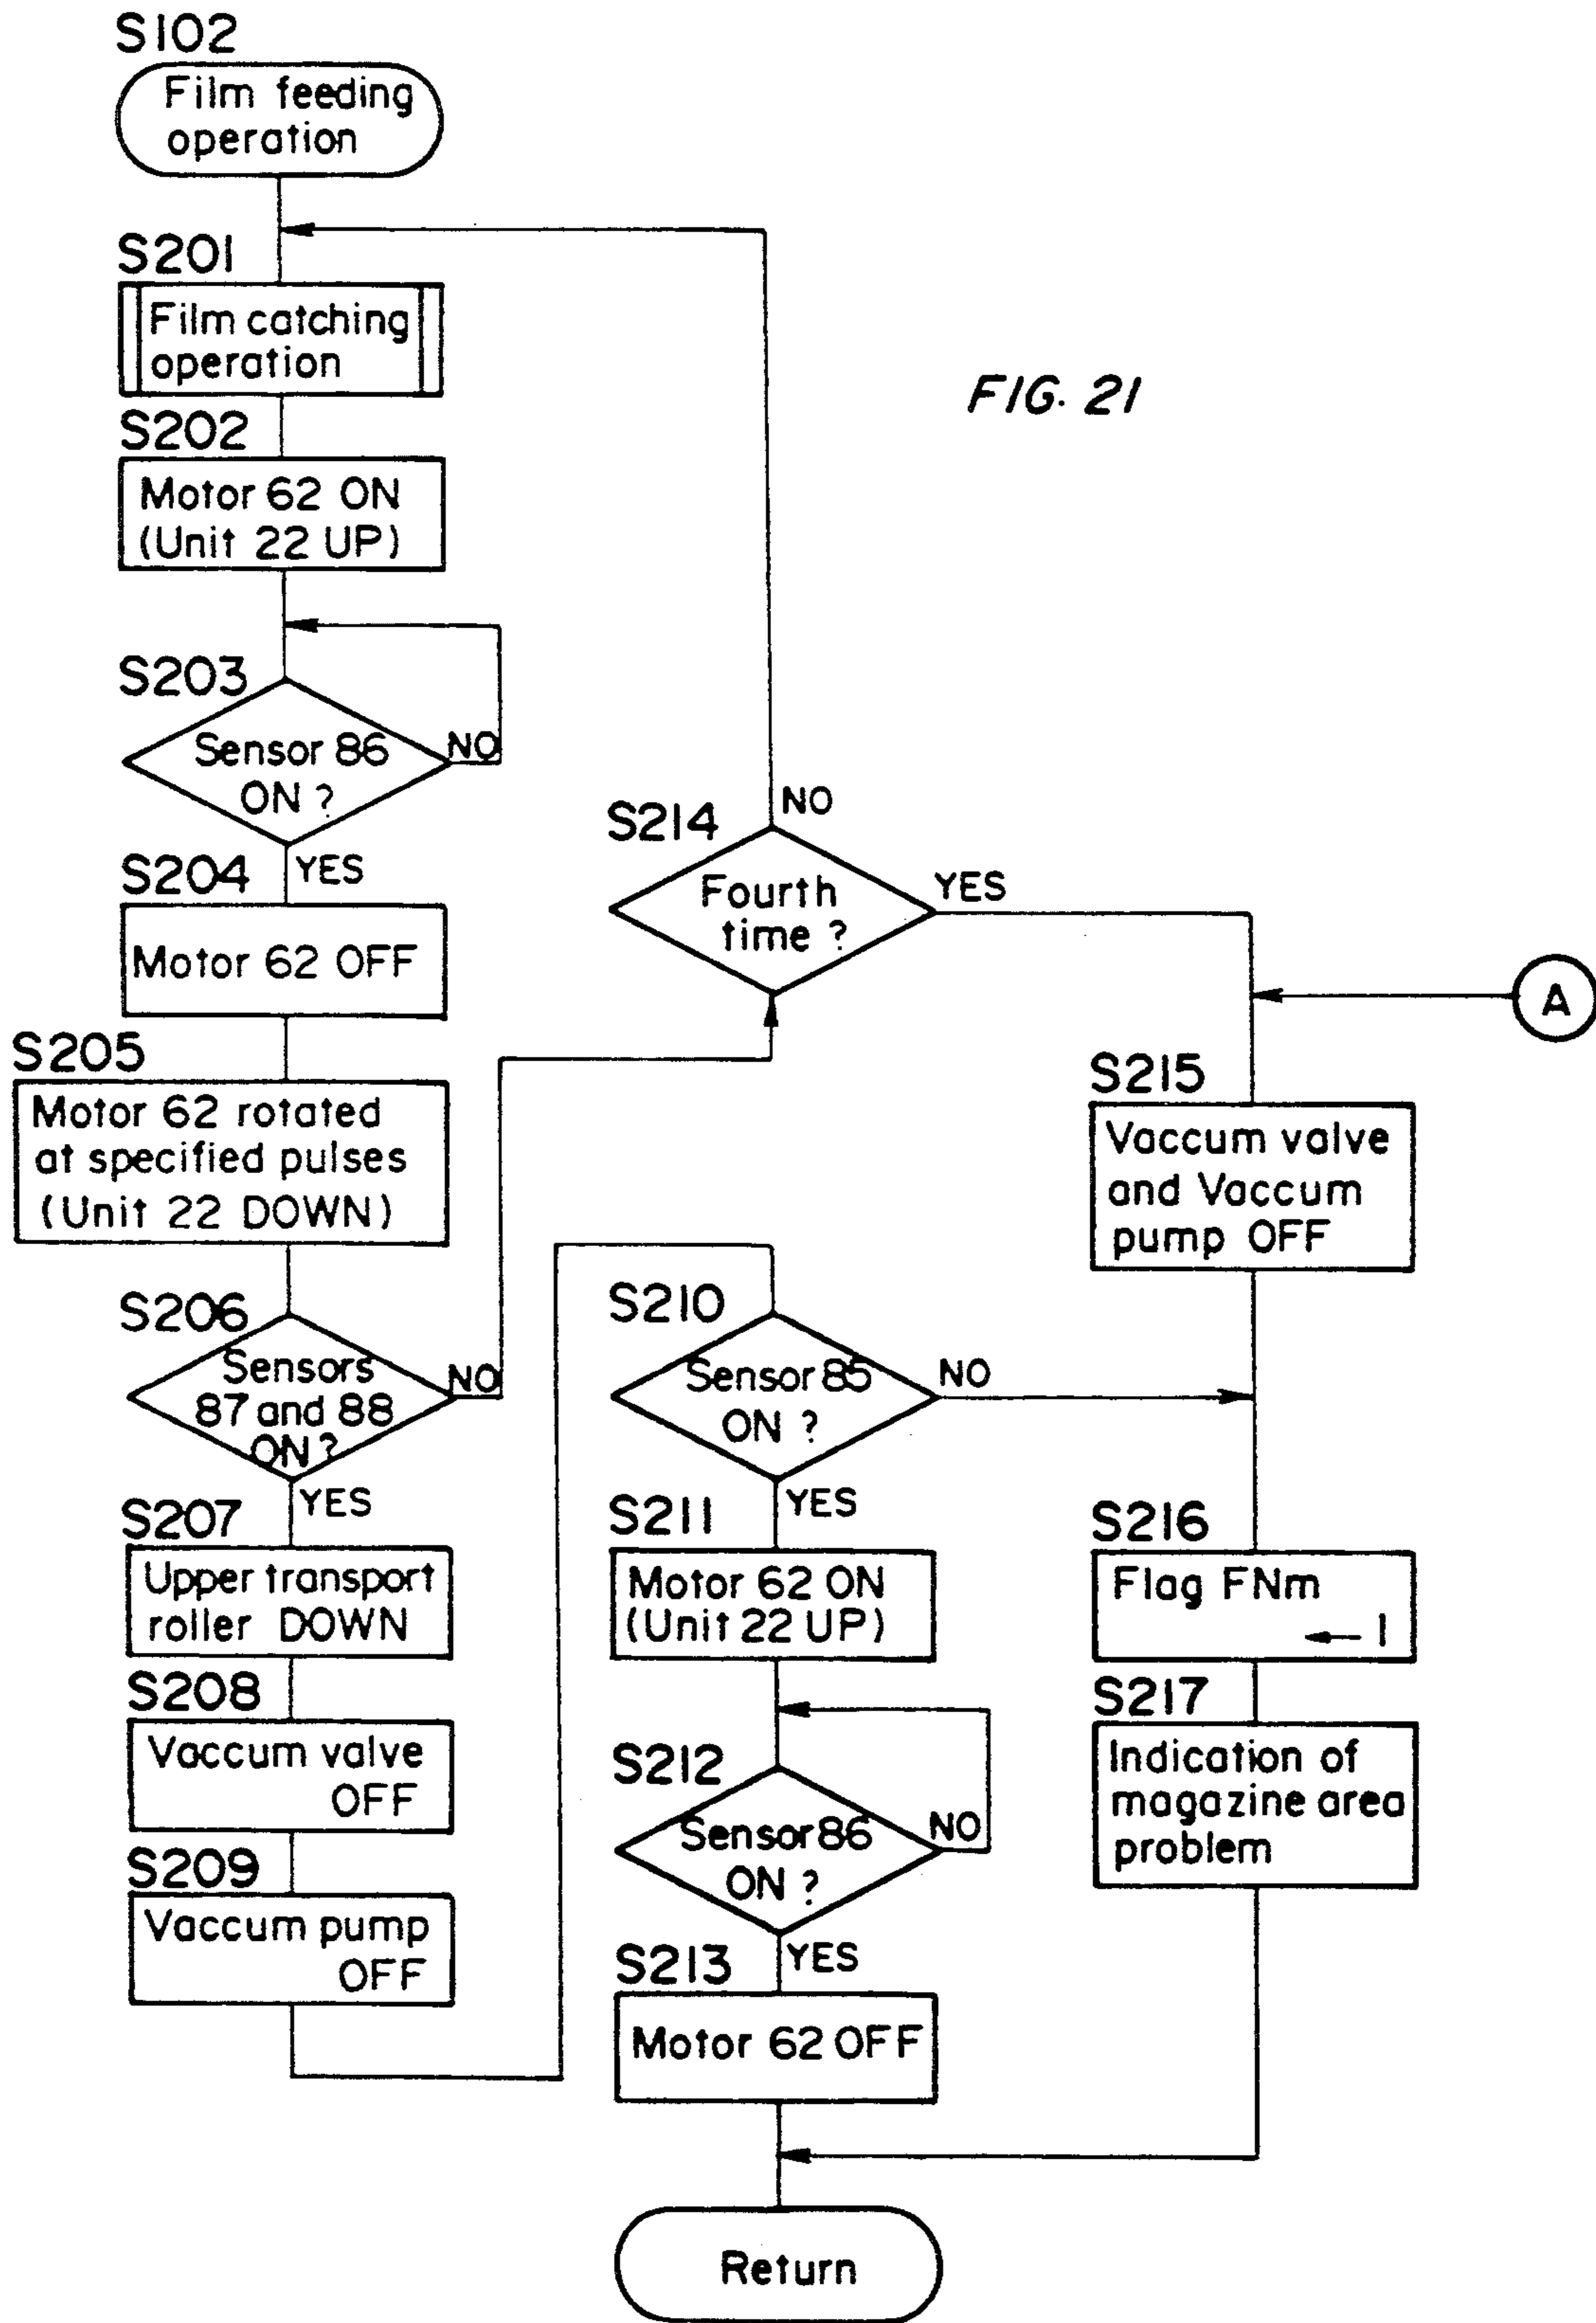 S102
Film feeding
operation
S201
Film catching
operation
S202
Motor 62 ON
(Unit 22 UP)
S203
Sensor 86
ON ?
NO
YES
S204
Motor 62 OFF
S205
Motor 62 rotated
at specified pulses
(Unit 22 DOWN)
S206
Sensors
87 and 88
ON ?
NO
YES
S207
Upper transport
roller DOWN
S208
Vaccum valve
OFF
S209
Vaccum pump
OFF
FIG. 21
S214
Fourth
time ?
NO
YES
S210
Sensor 85
ON ?
NO
YES
S211
Motor 62 ON
(Unit 22 UP)
S212
Sensor 86
ON ?
NO
YES
S213
Motor 62 OFF
Return
A
S215
Vaccum valve
and Vaccum
pump OFF
S216
Flag FNm
← 1
S217
Indication of
magazine area
problem